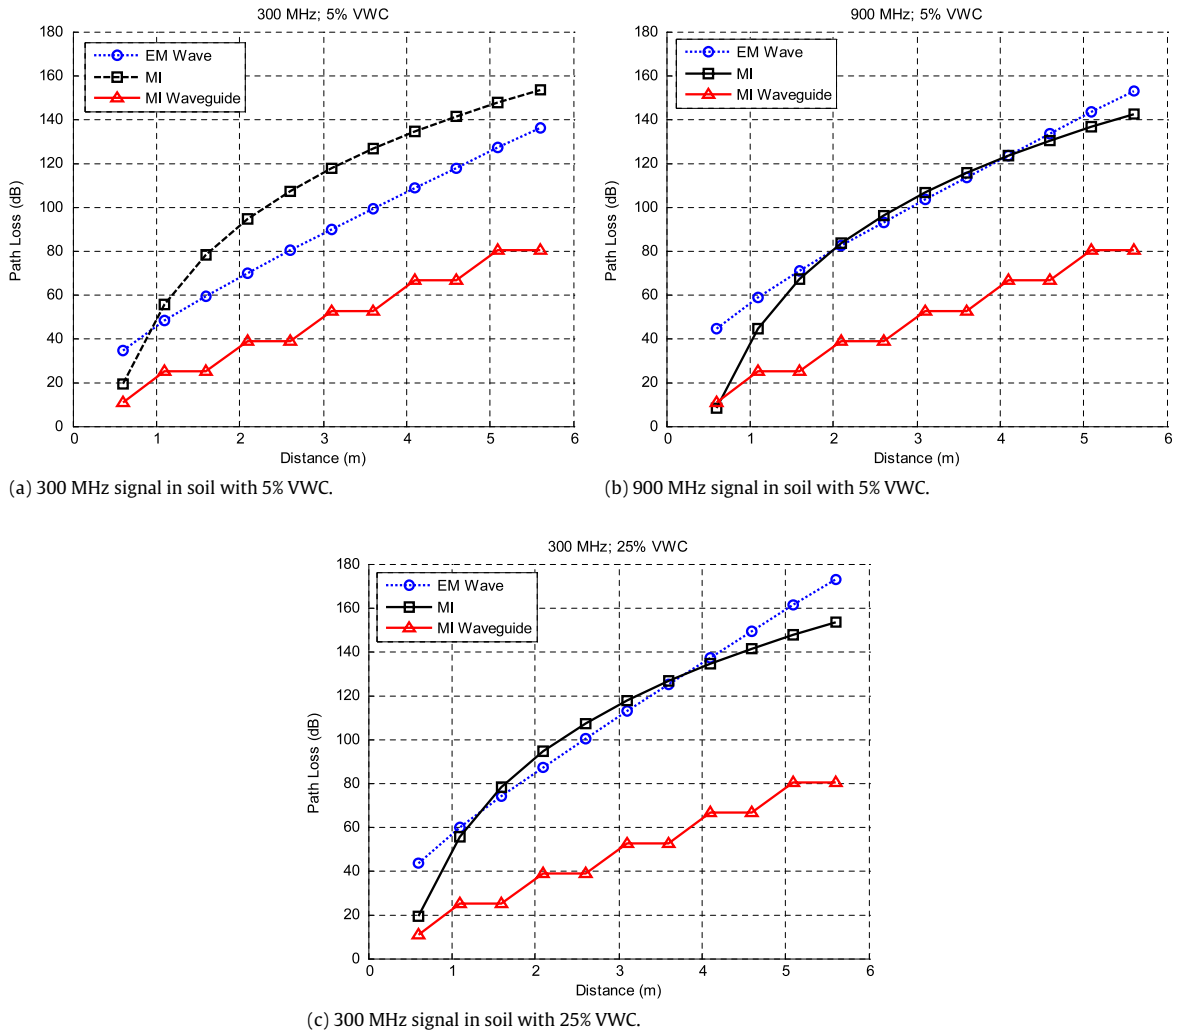 300 MHz; 5% VWC
180
160
140
120
100
80
60
40
20
0
Path Loss (dB)
EM Wave
MI
MI Waveguide
0 1 2 3 4 5 6
Distance (m)
(a) 300 MHz signal in soil with 5% VWC.
900 MHz; 5% VWC
180
160
140
120
100
80
60
40
20
0
Path Loss (dB)
EM Wave
MI
MI Waveguide
0 1 2 3 4 5 6
Distance (m)
(b) 900 MHz signal in soil with 5% VWC.
300 MHz; 25% VWC
180
160
140
120
100
80
60
40
20
0
Path Loss (dB)
EM Wave
MI
MI Waveguide
0 1 2 3 4 5 6
Distance (m)
(c) 300 MHz signal in soil with 25% VWC.